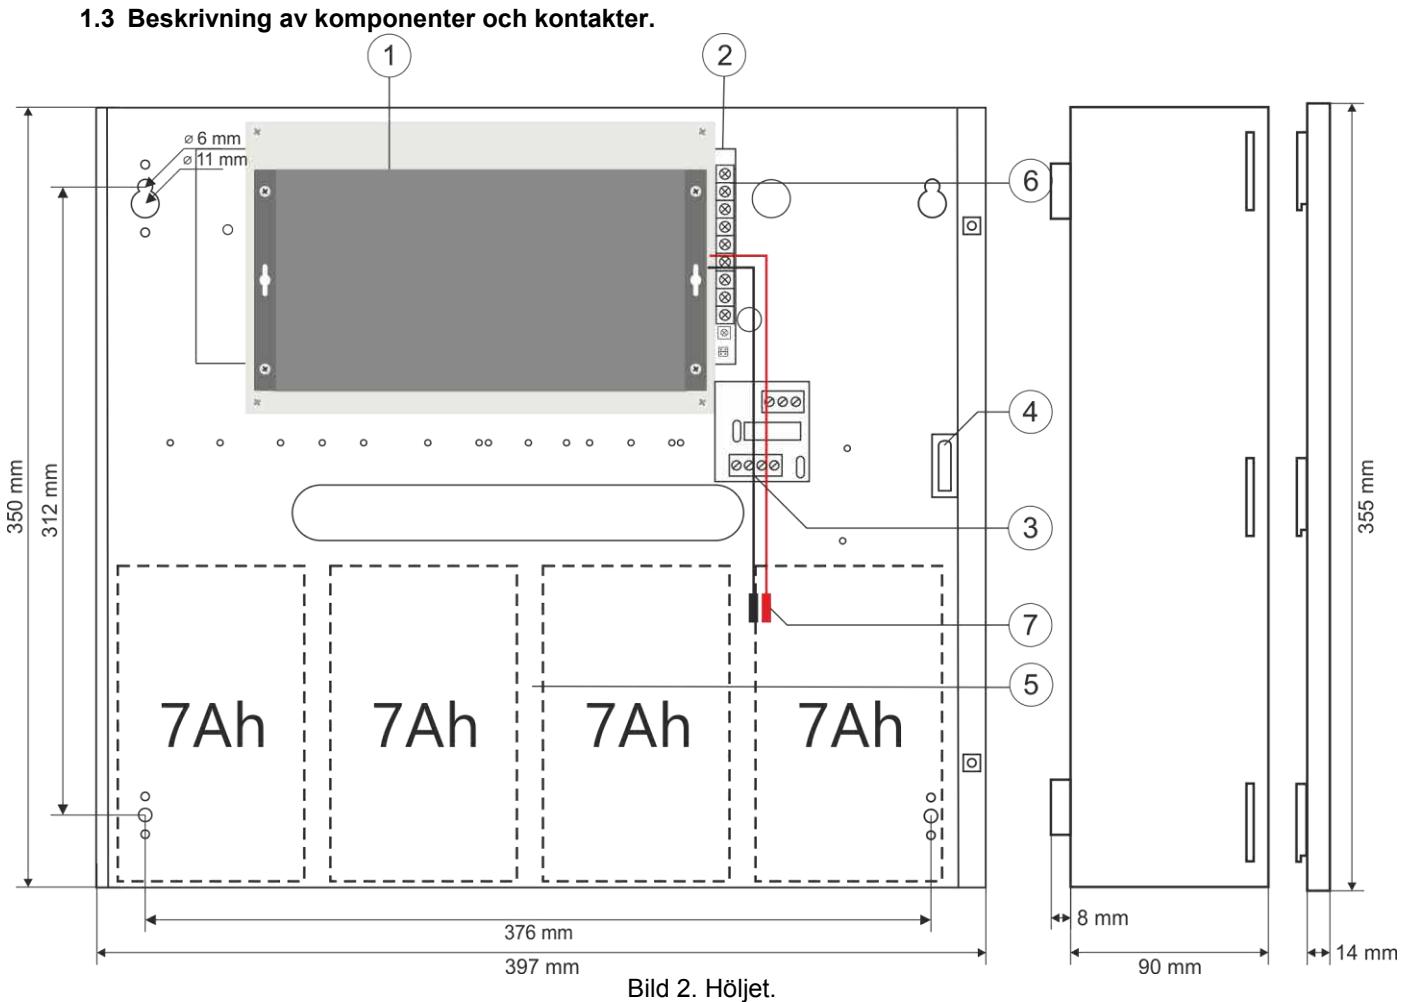 1.3 Beskrivning av komponenter och kontakter.
1
2
ø 6 mm
ø 11 mm
6
4
3
7
5
350 mm
312 mm
355 mm
7Ah
7Ah
7Ah
7Ah
376 mm
397 mm
8 mm
90 mm
14 mm
Bild 2. Höljet.